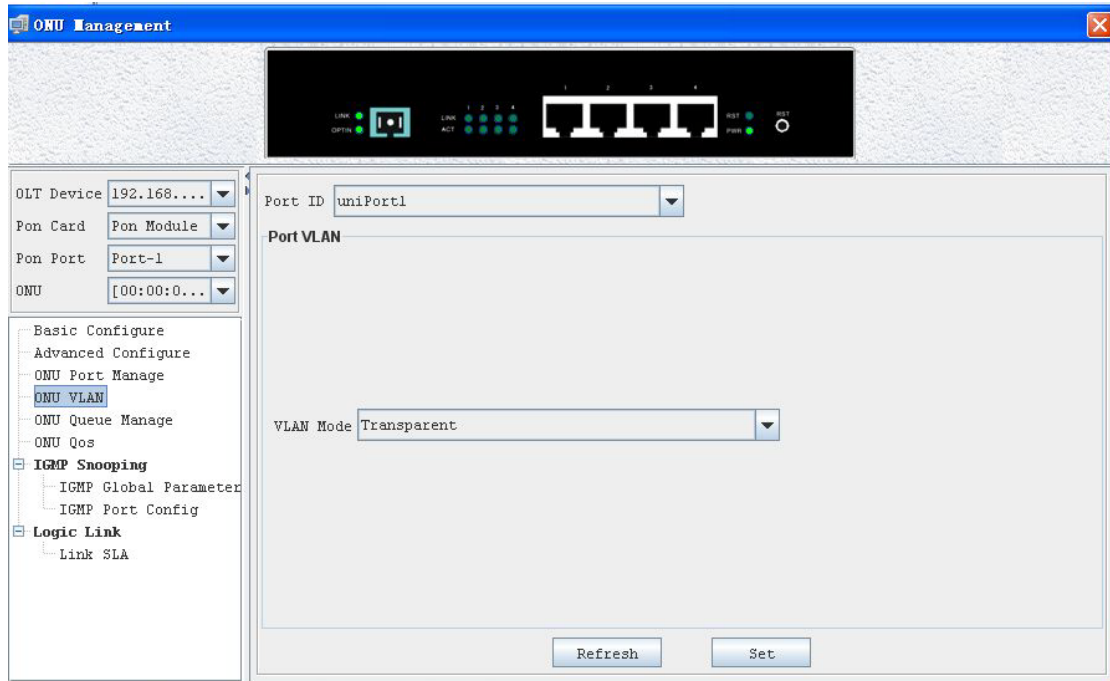 ONU Management
1 2 3 4
LINK
OPTIN
1 2 3 4
LINK
ACT
RST
PWR
RST
OLT Device 192.168....
Pon Card Pon Module
Pon Port Port-1
ONU [00:00:0...
Basic Configure
Advanced Configure
ONU Port Manage
ONU VLAN
ONU Queue Manage
ONU Qos
IGMP Snooping
IGMP Global Parameter
IGMP Port Config
Logic Link
Link SLA
Port ID uniPort1
Port VLAN
VLAN Mode Transparent
Refresh Set